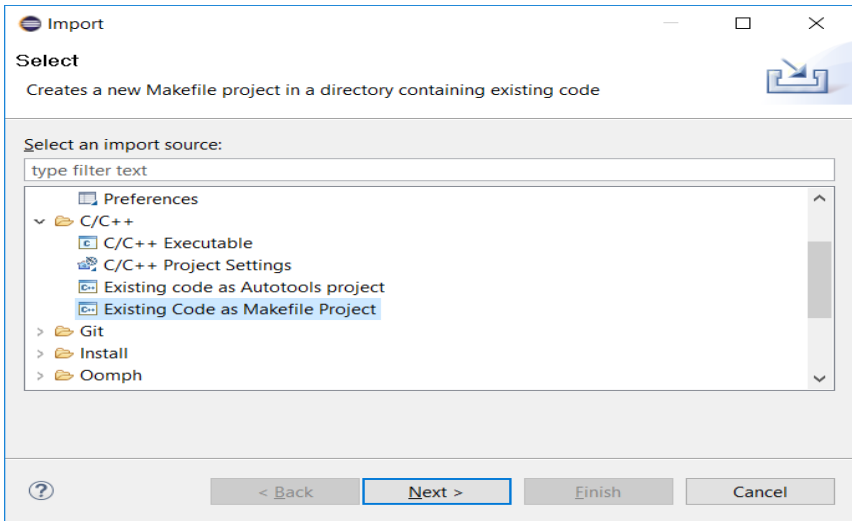 Import
Select
Creates a new Makefile project in a directory containing existing code
Select an import source:
type filter text
Preferences
C/C++
C/C++ Executable
C/C++ Project Settings
Existing code as Autotools project
Existing Code as Makefile Project
Git
Install
Oomph
? < Back Next > Finish Cancel